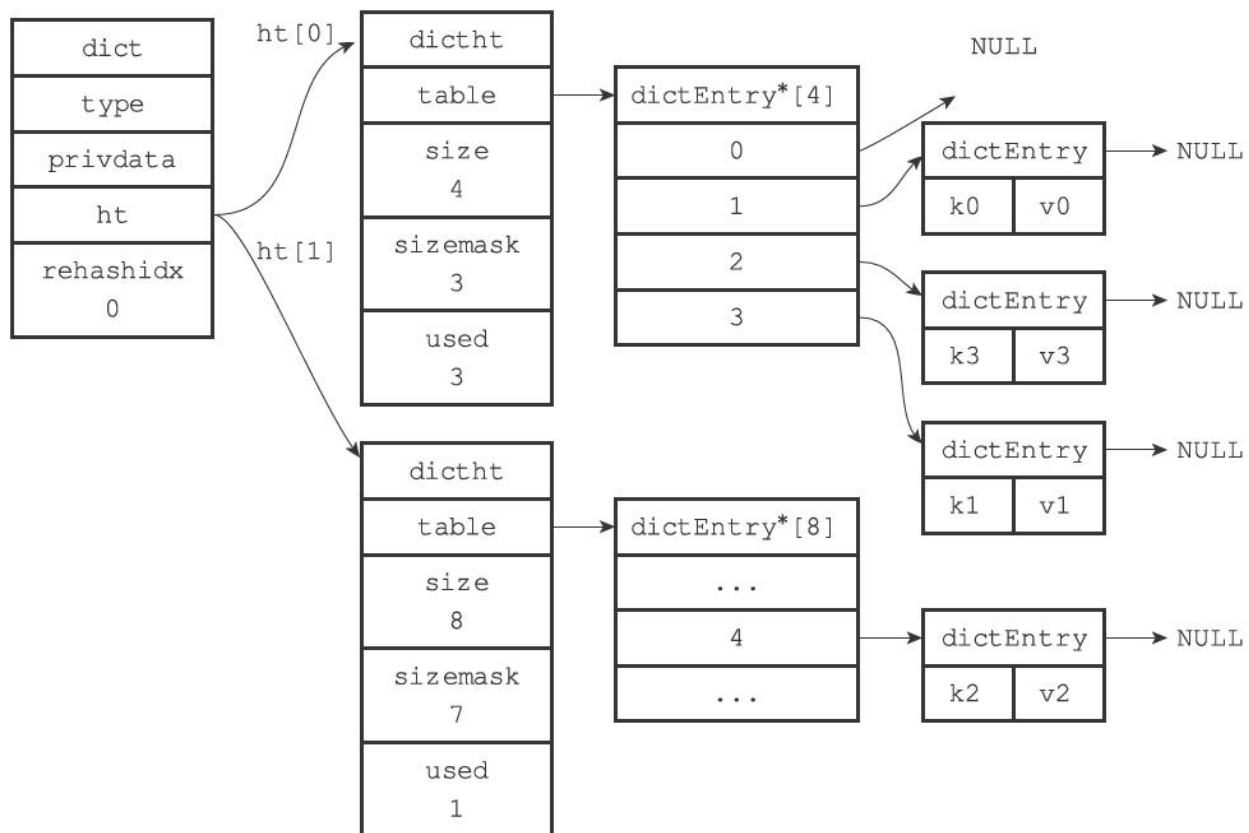 dict
type
privdata
ht
rehashidx
0
ht[0]
ht[1]
dictht
table
size
4
sizemask
3
used
3
dictEntry*[4]
0
1
2
3
NULL
dictEntry
k0 v0
NULL
dictEntry
k3 v3
NULL
dictEntry
k1 v1
NULL
dictht
table
size
8
sizemask
7
used
1
dictEntry*[8]
...
4
...
dictEntry
k2 v2
NULL